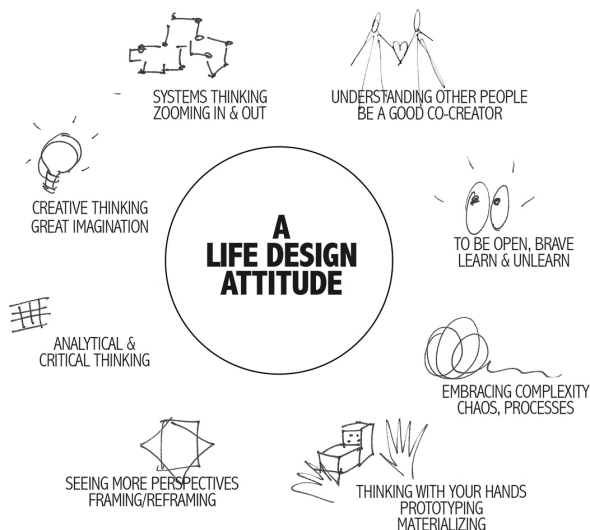 SYSTEMS THINKING
ZOOMING IN & OUT
UNDERSTANDING OTHER PEOPLE
BE A GOOD CO-CREATOR
CREATIVE THINKING
GREAT IMAGINATION
A
LIFE DESIGN
ATTITUDE
TO BE OPEN, BRAVE
LEARN & UNLEARN
ANALYTICAL &
CRITICAL THINKING
EMBRACING COMPLEXITY
CHAOS, PROCESSES
SEEING MORE PERSPECTIVES
FRAMING/REFRAMING
THINKING WITH YOUR HANDS
PROTOTYPING
MATERIALIZING